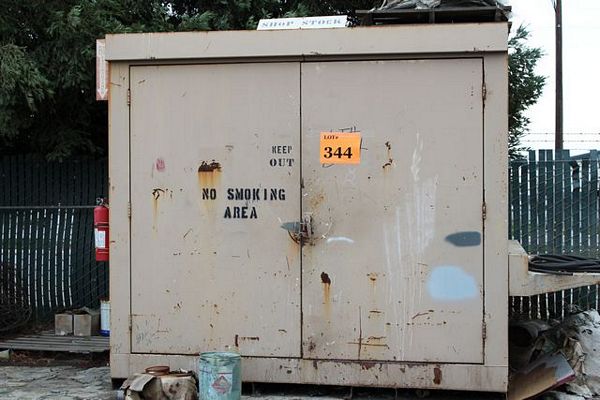 SHOP STOCK
LOT#
344
KEEP
OUT
NO SMOKING
AREA